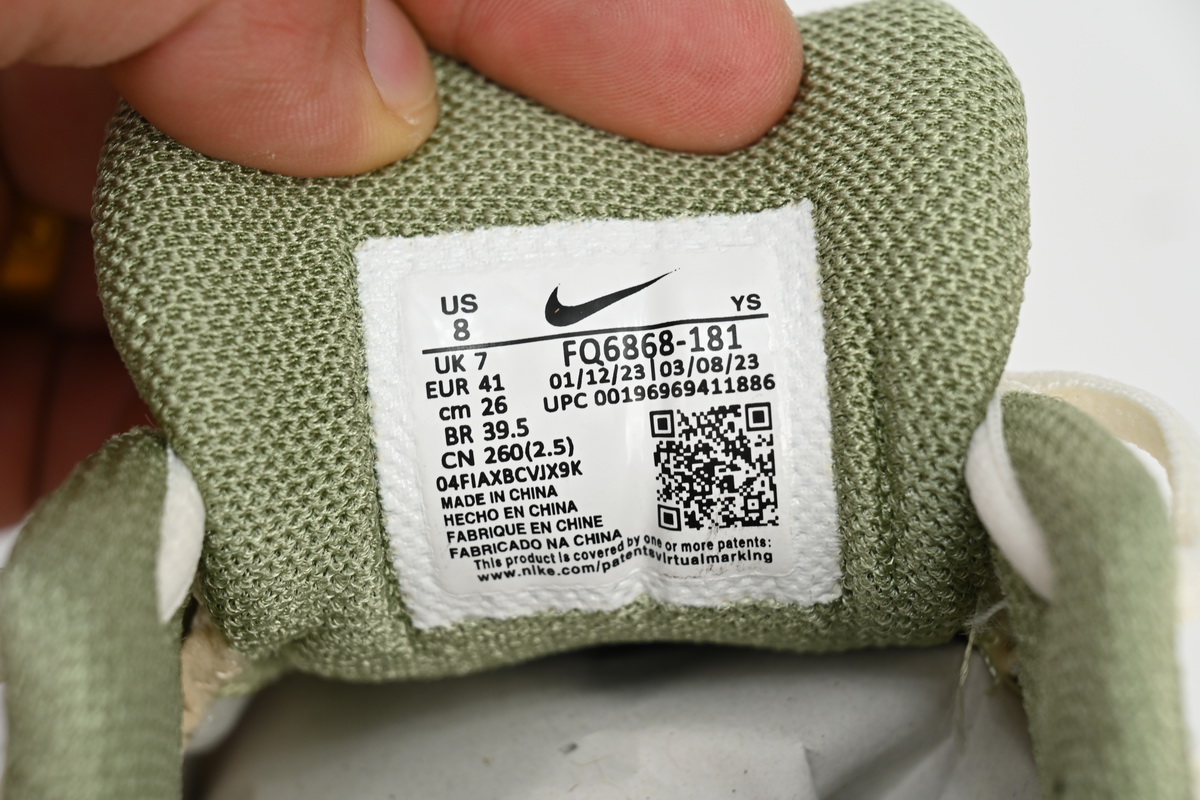 US
8
YS
UK 7
EUR 41
cm 26
BR 39.5
CN 260(2.5)
04FIAXBCVJX9K
FQ6868-181
01/12/23|03/08/23
UPC 00196969411886
MADE IN CHINA
HECHO EN CHINA
FABRIQUE EN CHINE
FABRICADO NA CHINA
This product is covered by one or more patents:
www.nike.com/patentsvirtualmarking